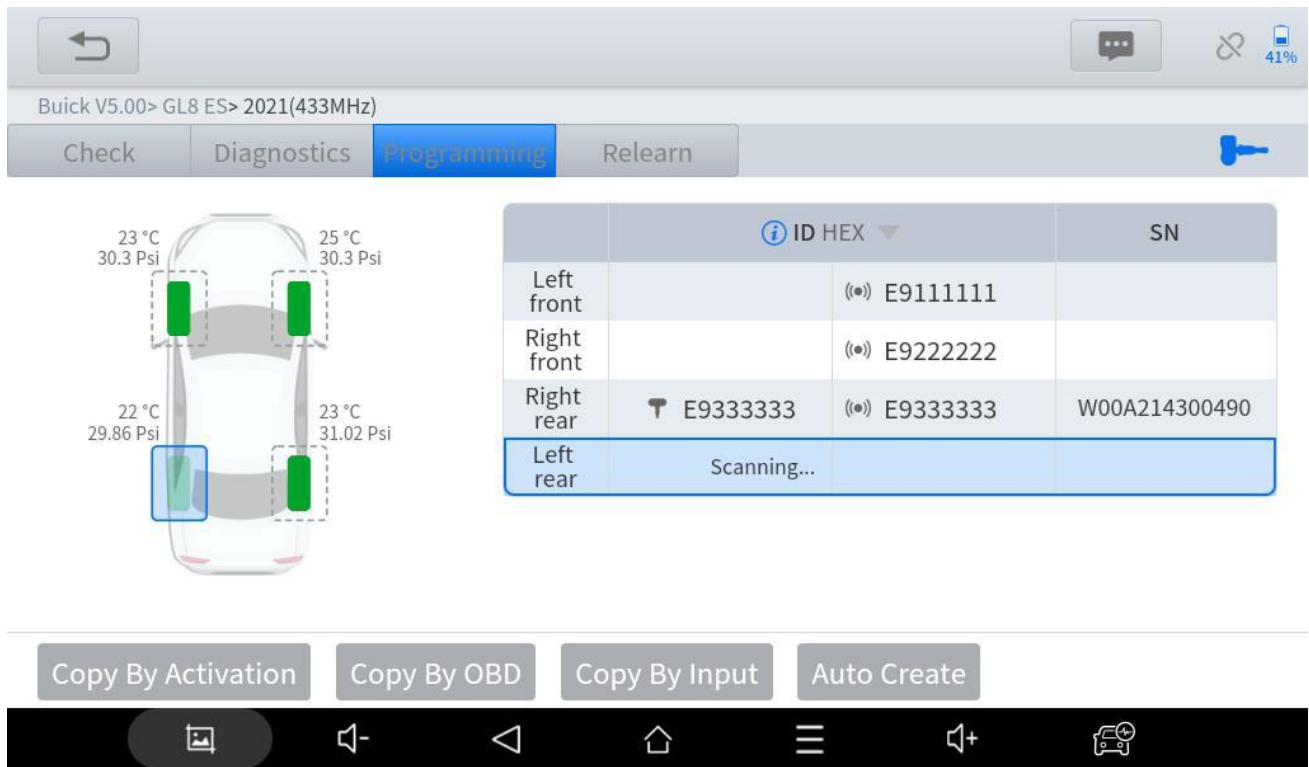 41%
Buick V5.00> GL8 ES> 2021(433MHz)
Check Diagnostics Programming Relearn
23 °C 25 °C
30.3 Psi 30.3 Psi
22 °C 23 °C
29.86 Psi 31.02 Psi
ID HEX SN
Left front E9111111
Right front E9222222
Right rear E9333333 E9333333 W00A214300490
Left rear Scanning...
Copy By Activation Copy By OBD Copy By Input Auto Create